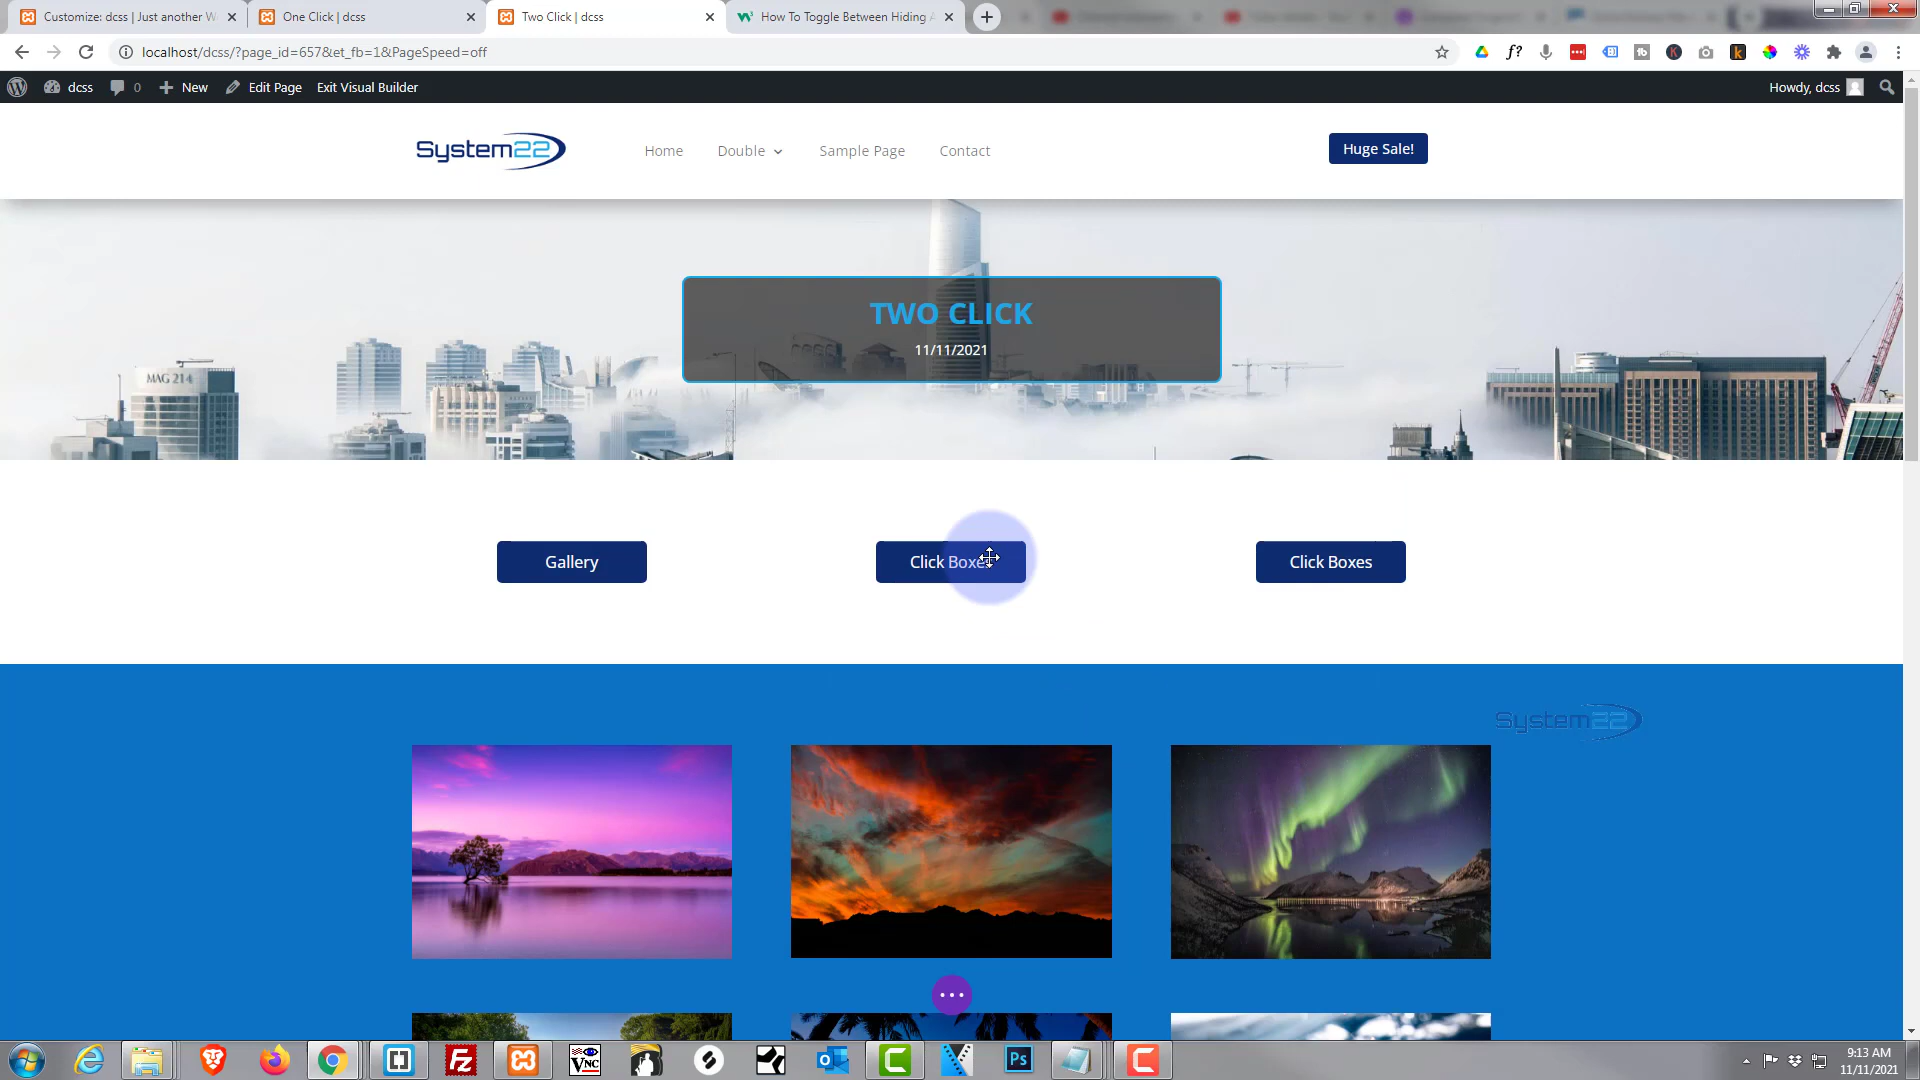 Customize: dcss | Just another W
One Click | dcss
Two Click | dcss
How To Toggle Between Hiding A
localhost/dcss/?page_id=657&et_fb=1&PageSpeed=off
dcss
0
New
Edit Page
Exit Visual Builder
Howdy, dcss
System22
Home
Double
Sample Page
Contact
Huge Sale!
MAG 214
TWO CLICK
11/11/2021
Gallery
Click Boxes
Click Boxes
System22
9:13 AM
11/11/2021